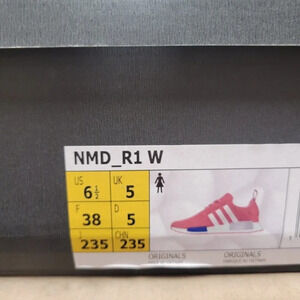 NMD_R1 W
US 6½ UK 5
F 38 D 5
J 235 CHN 235
ORIGINALS ORIGINALS